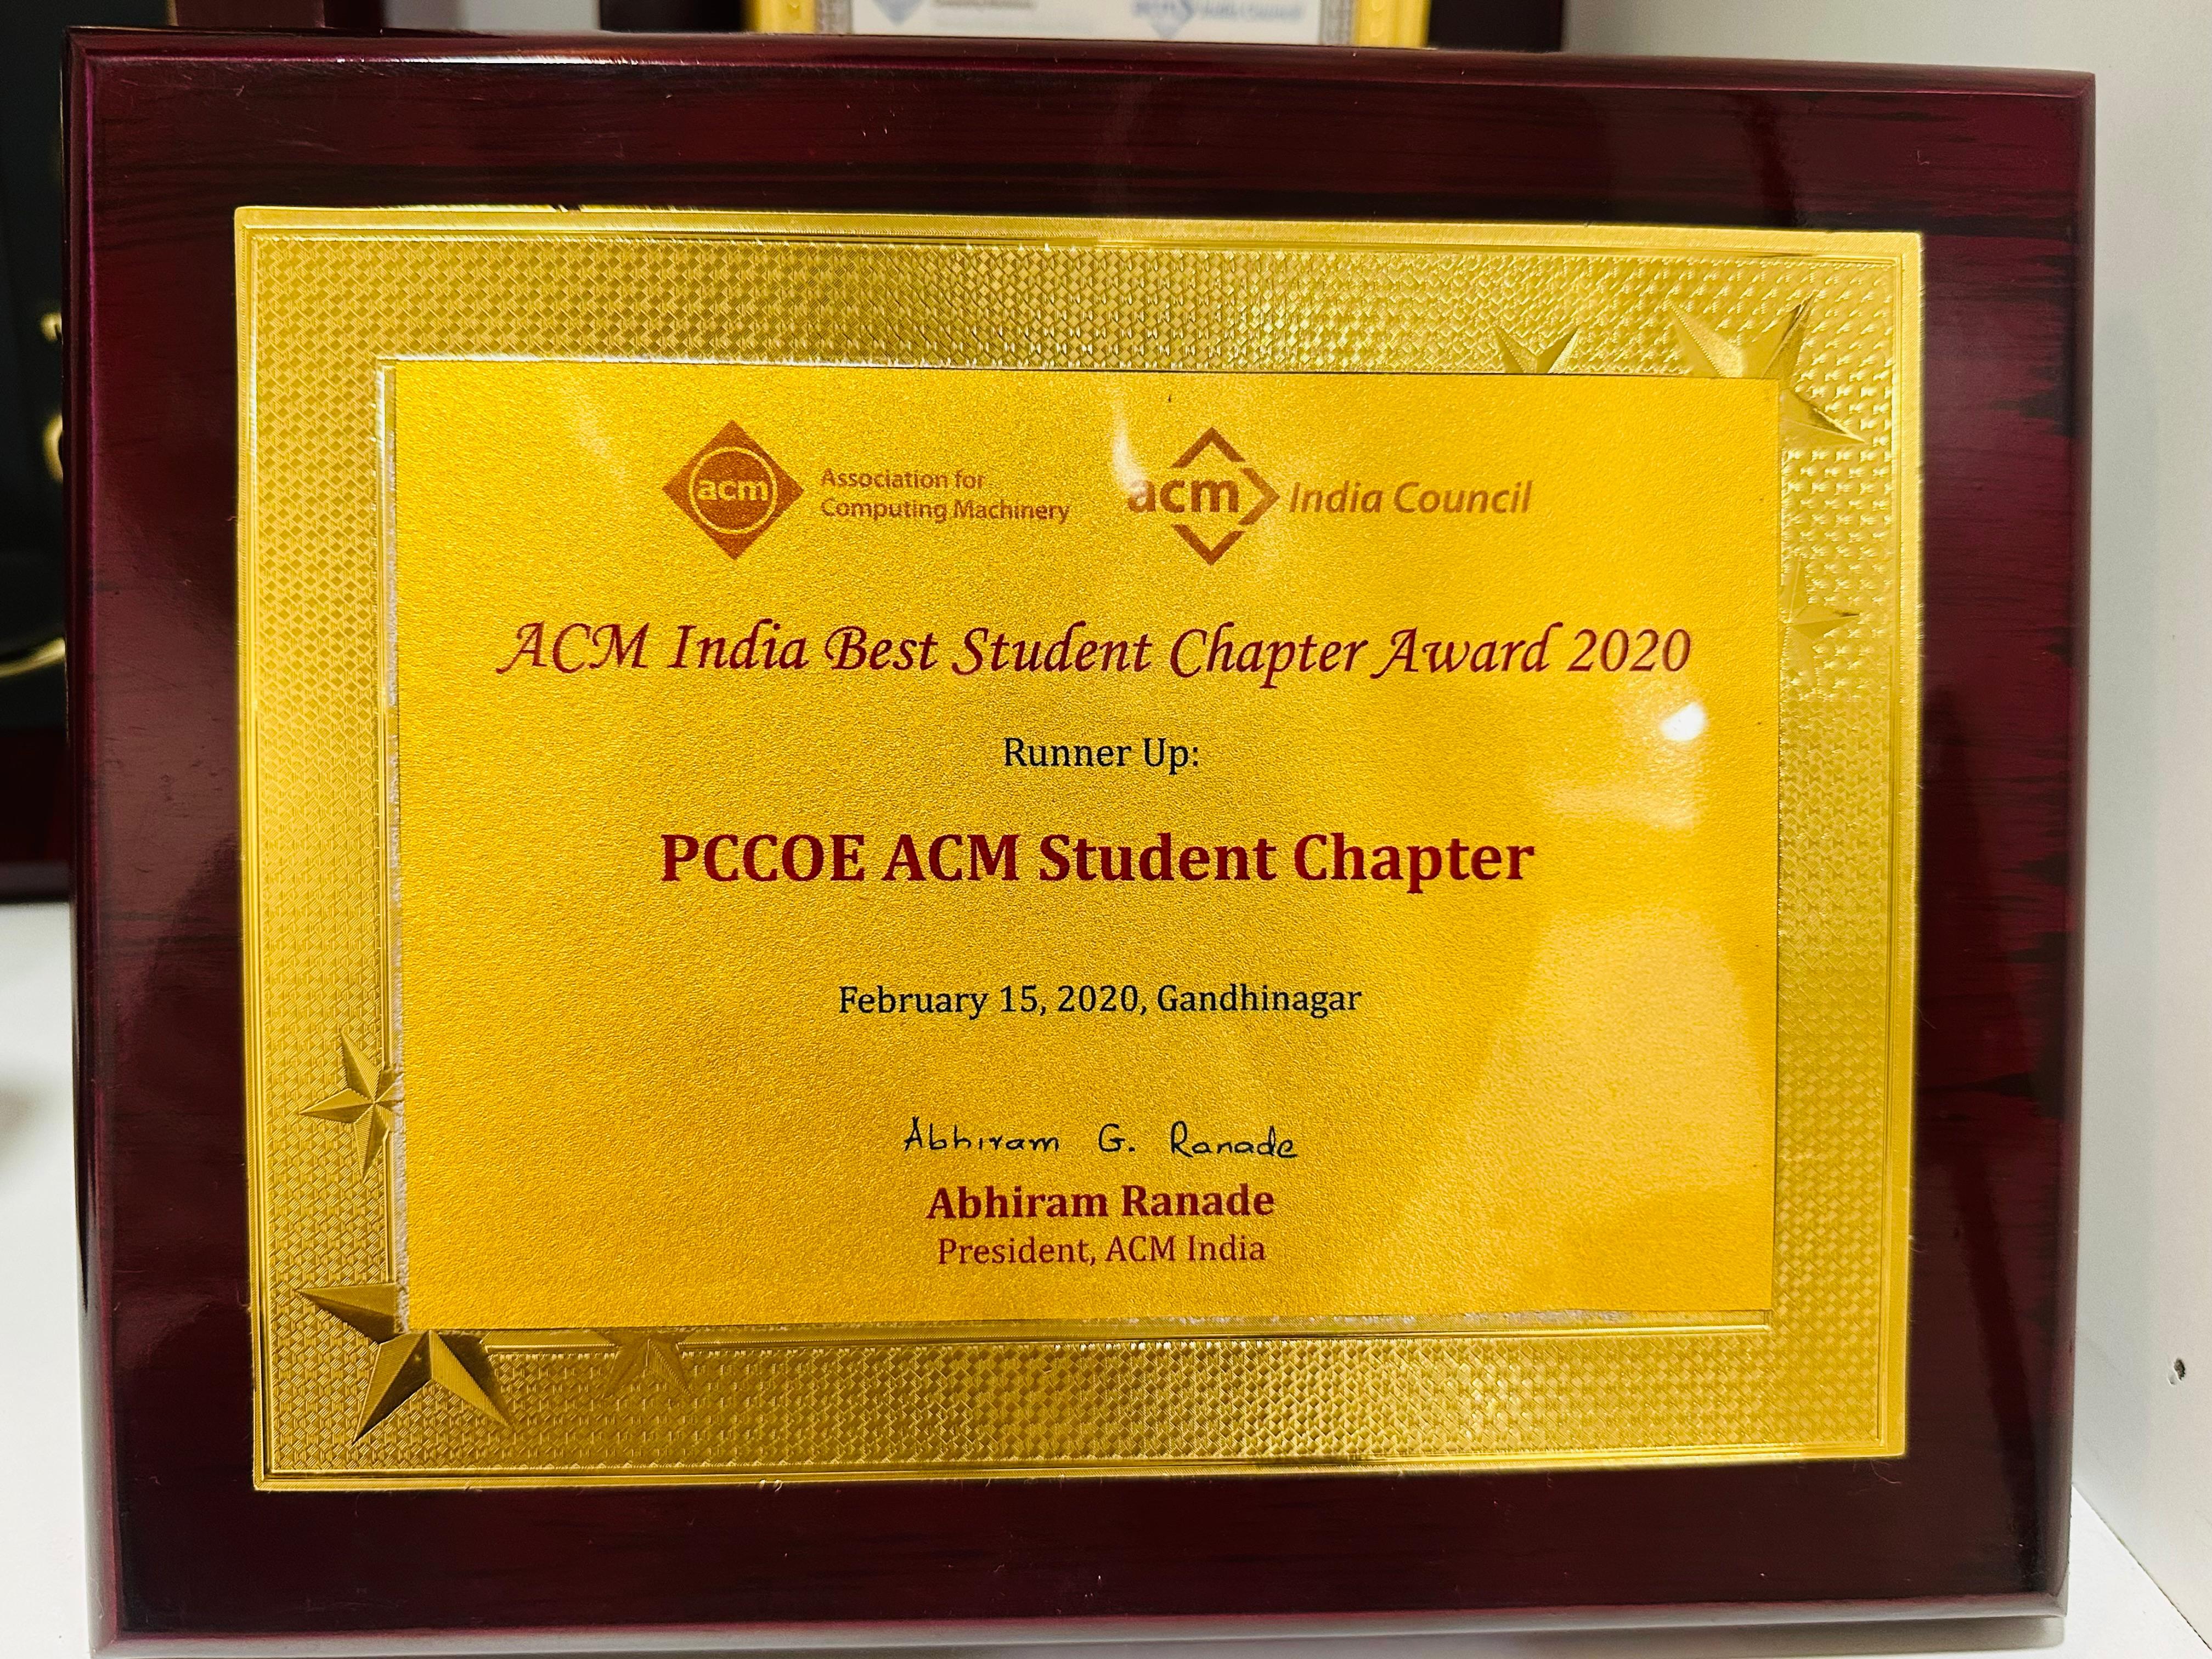 acm
Association for
Computing Machinery
acm India Council
ACM India Best Student Chapter Award 2020
Runner Up:
PCCOE ACM Student Chapter
February 15, 2020, Gandhinagar
Abhiram G. Ranade
Abhiram Ranade
President, ACM India